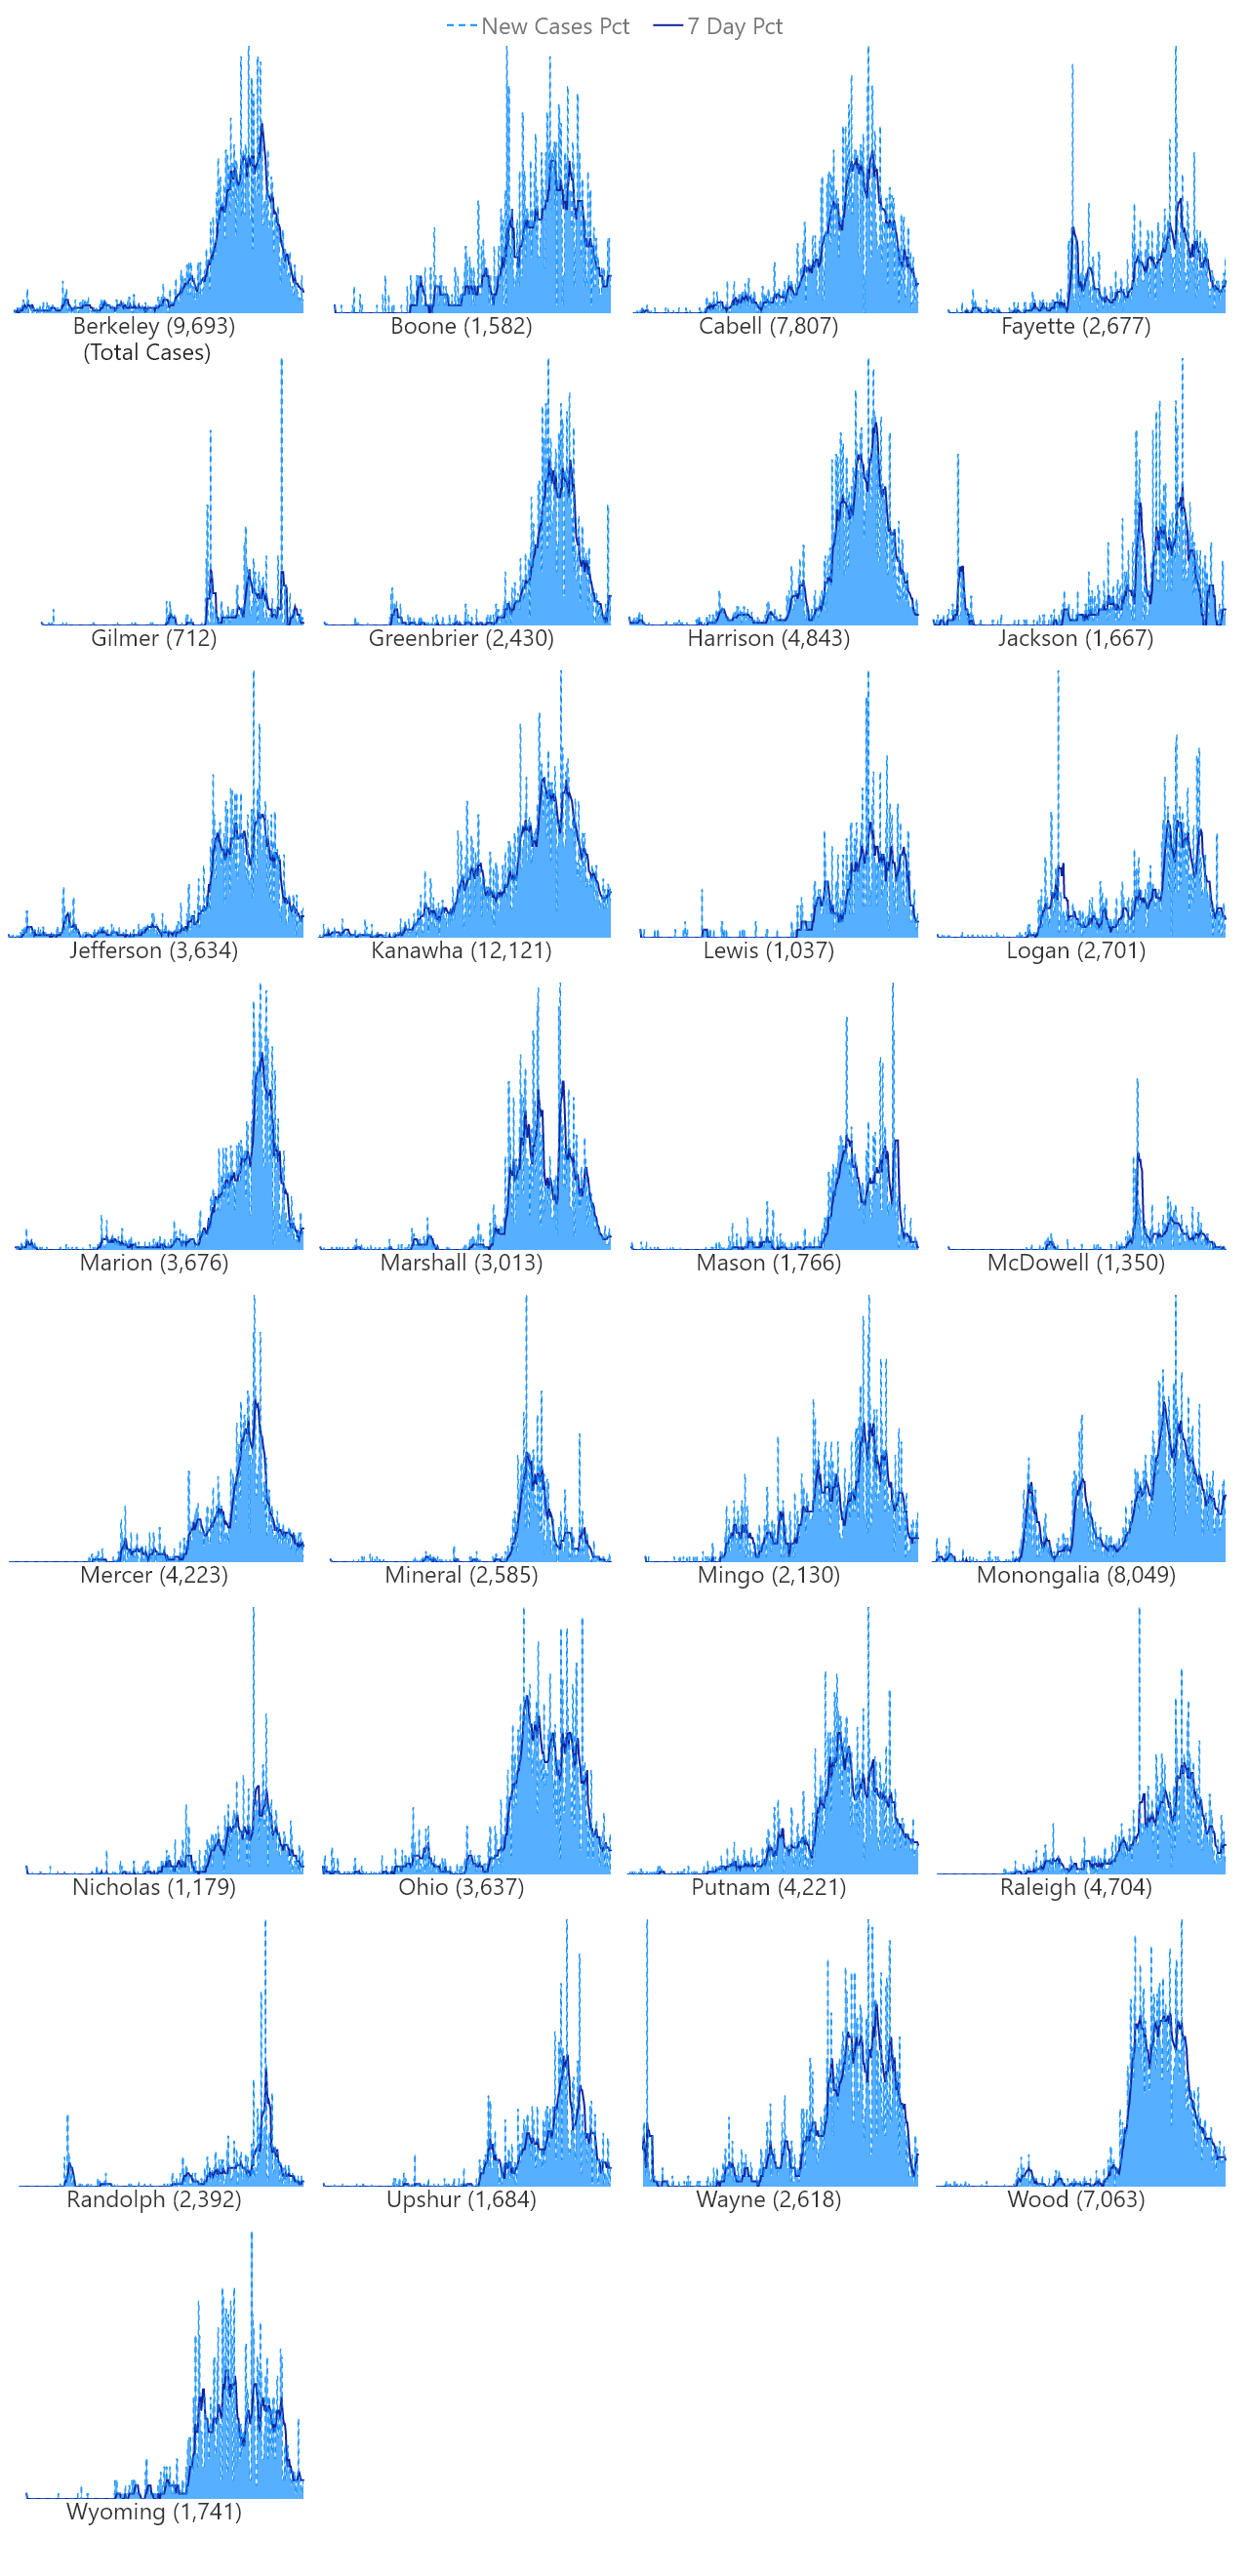 New Cases Pct 7 Day Pct
Berkeley (9,693) Boone (1,582) Cabell (7,807) Fayette (2,677)
(Total Cases)
Gilmer (712) Greenbrier (2,430) Harrison (4,843) Jackson (1,667)
Jefferson (3,634) Kanawha (12,121) Lewis (1,037) Logan (2,701)
Marion (3,676) Marshall (3,013) Mason (1,766) McDowell (1,350)
Mercer (4,223) Mineral (2,585) Mingo (2,130) Monongalia (8,049)
Nicholas (1,179) Ohio (3,637) Putnam (4,221) Raleigh (4,704)
Randolph (2,392) Upshur (1,684) Wayne (2,618) Wood (7,063)
Wyoming (1,741)